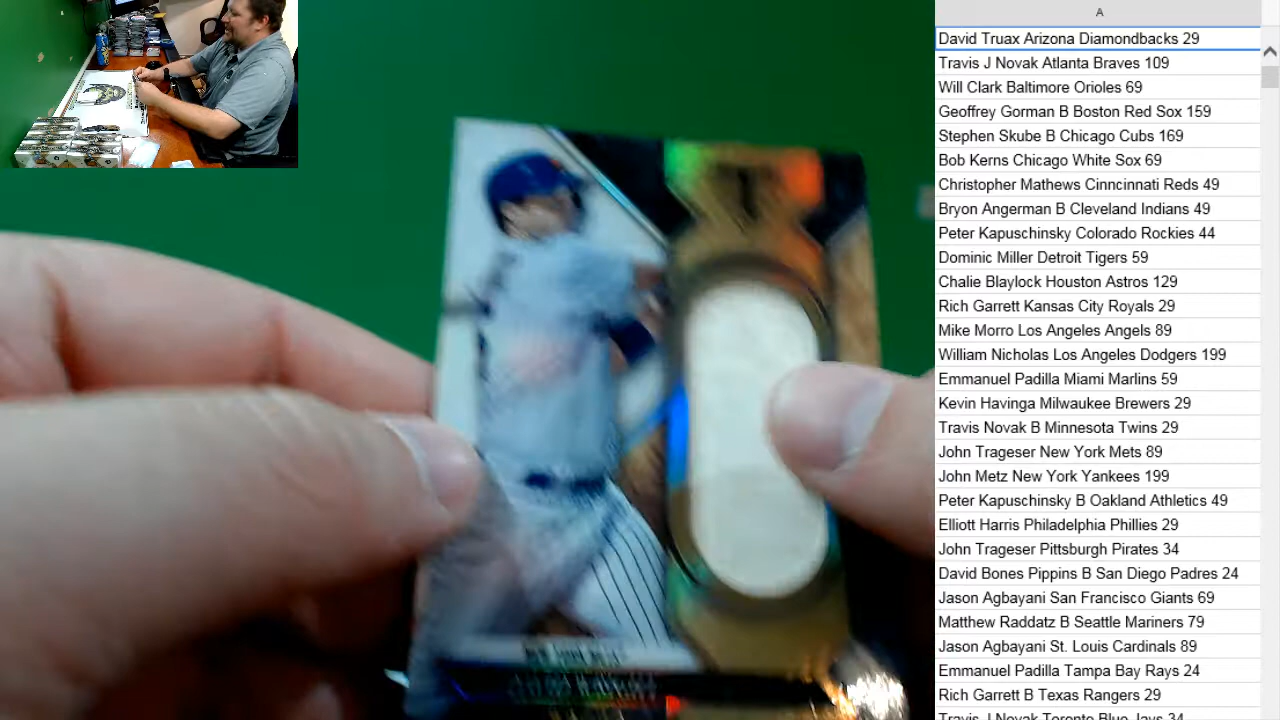 A
David Truax Arizona Diamondbacks 29
Travis J Novak Atlanta Braves 109
Will Clark Baltimore Orioles 69
Geoffrey Gorman B Boston Red Sox 159
Stephen Skube B Chicago Cubs 169
Bob Kerns Chicago White Sox 69
Christopher Mathews Cinncinnati Reds 49
Bryon Angerman B Cleveland Indians 49
Peter Kapuschinsky Colorado Rockies 44
Dominic Miller Detroit Tigers 59
Chalie Blaylock Houston Astros 129
Rich Garrett Kansas City Royals 29
Mike Morro Los Angeles Angels 89
William Nicholas Los Angeles Dodgers 199
Emmanuel Padilla Miami Marlins 59
Kevin Havinga Milwaukee Brewers 29
Travis Novak B Minnesota Twins 29
John Trageser New York Mets 89
John Metz New York Yankees 199
Peter Kapuschinsky B Oakland Athletics 49
Elliott Harris Philadelphia Phillies 29
John Trageser Pittsburgh Pirates 34
David Bones Pippins B San Diego Padres 24
Jason Agbayani San Francisco Giants 69
Matthew Raddatz B Seattle Mariners 79
Jason Agbayani St. Louis Cardinals 89
Emmanuel Padilla Tampa Bay Rays 24
Rich Garrett B Texas Rangers 29
Travis J Novak Toronto Blue Jays 34